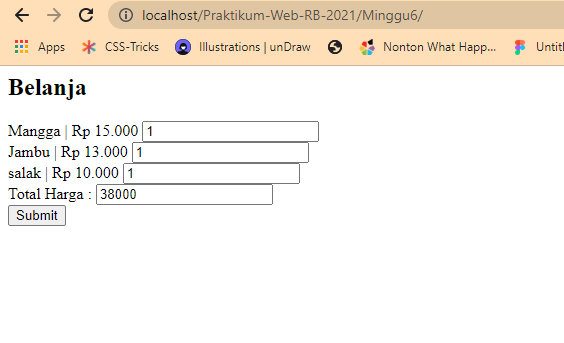 localhost/Praktikum-Web-RB-2021/Minggu6/
Apps CSS-Tricks Illustrations | unDraw Nonton What Happ...
Belanja
Mangga | Rp 15.000 1
Jambu | Rp 13.000 1
salak | Rp 10.000 1
Total Harga : 38000
Submit